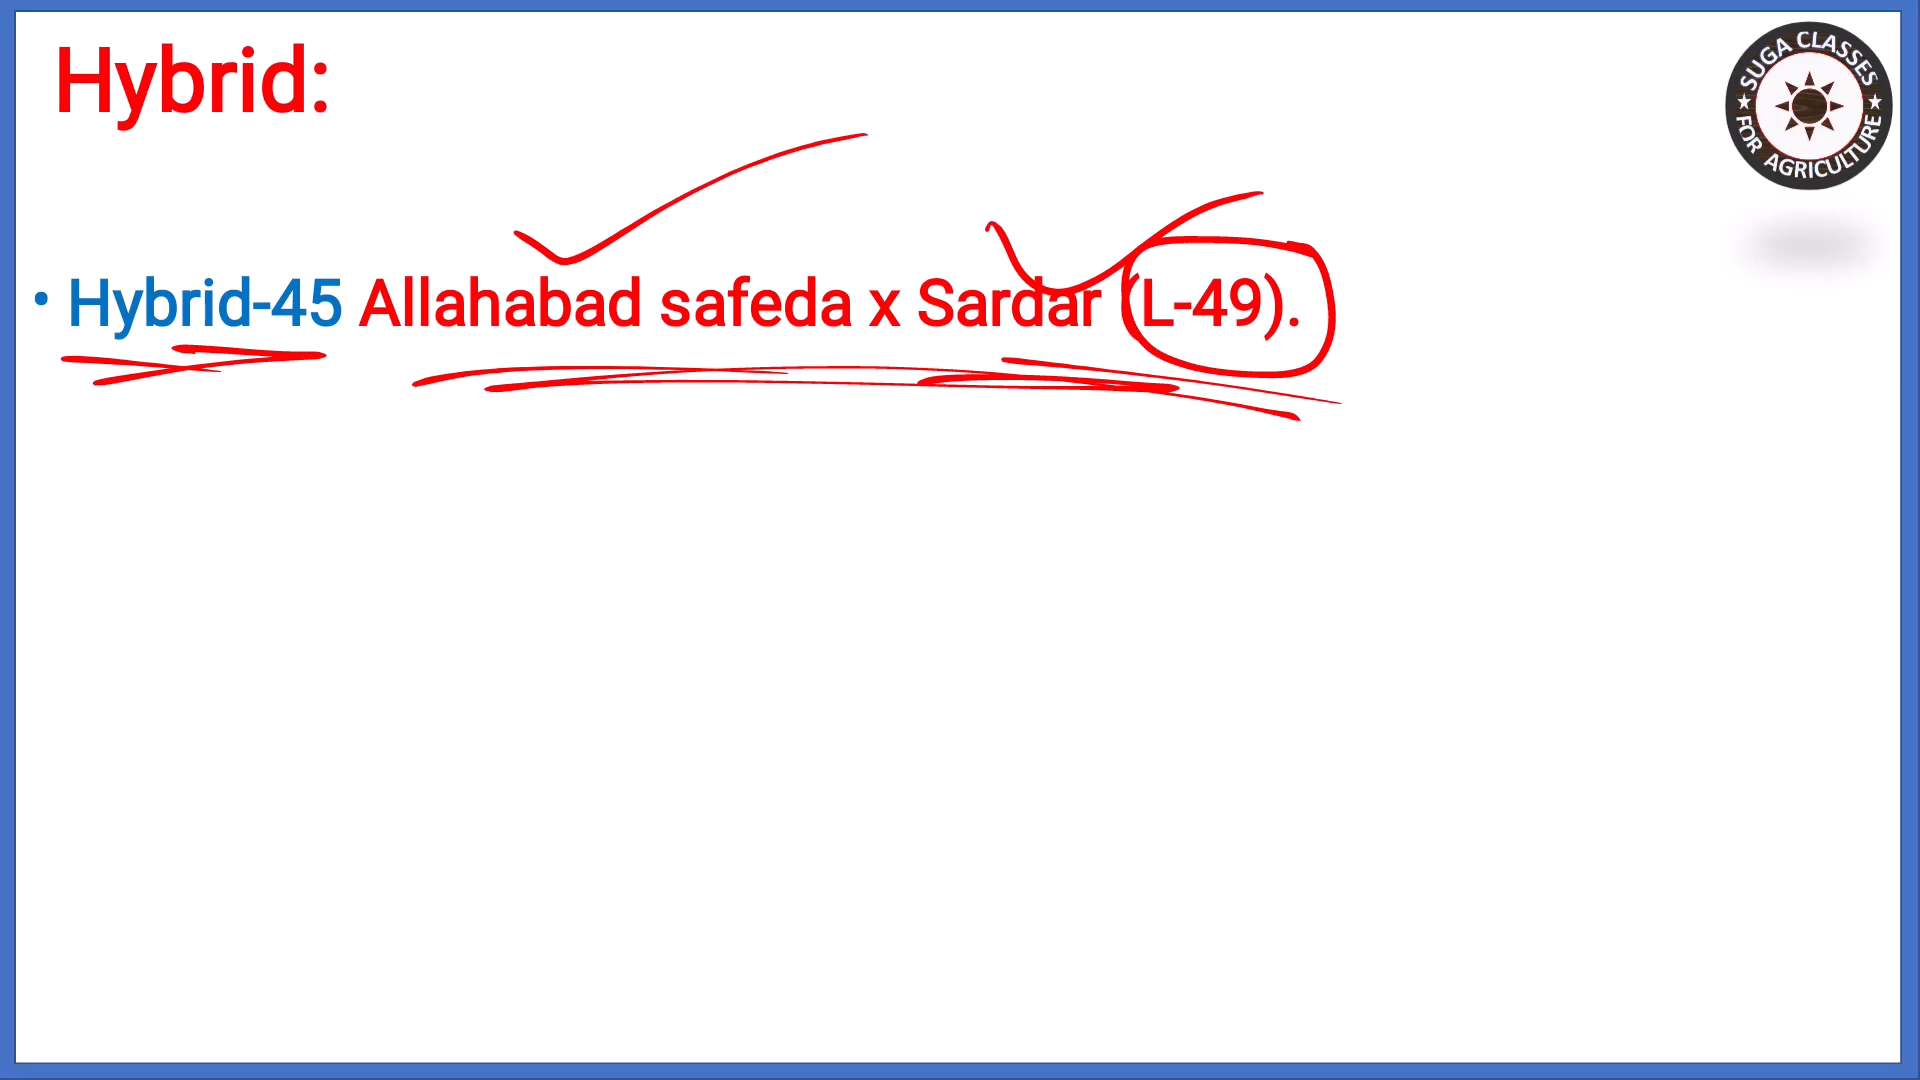 Hybrid:
SUGA CLASSES
FOR AGRICULTURE
• Hybrid-45 Allahabad safeda x Sardar (L-49).